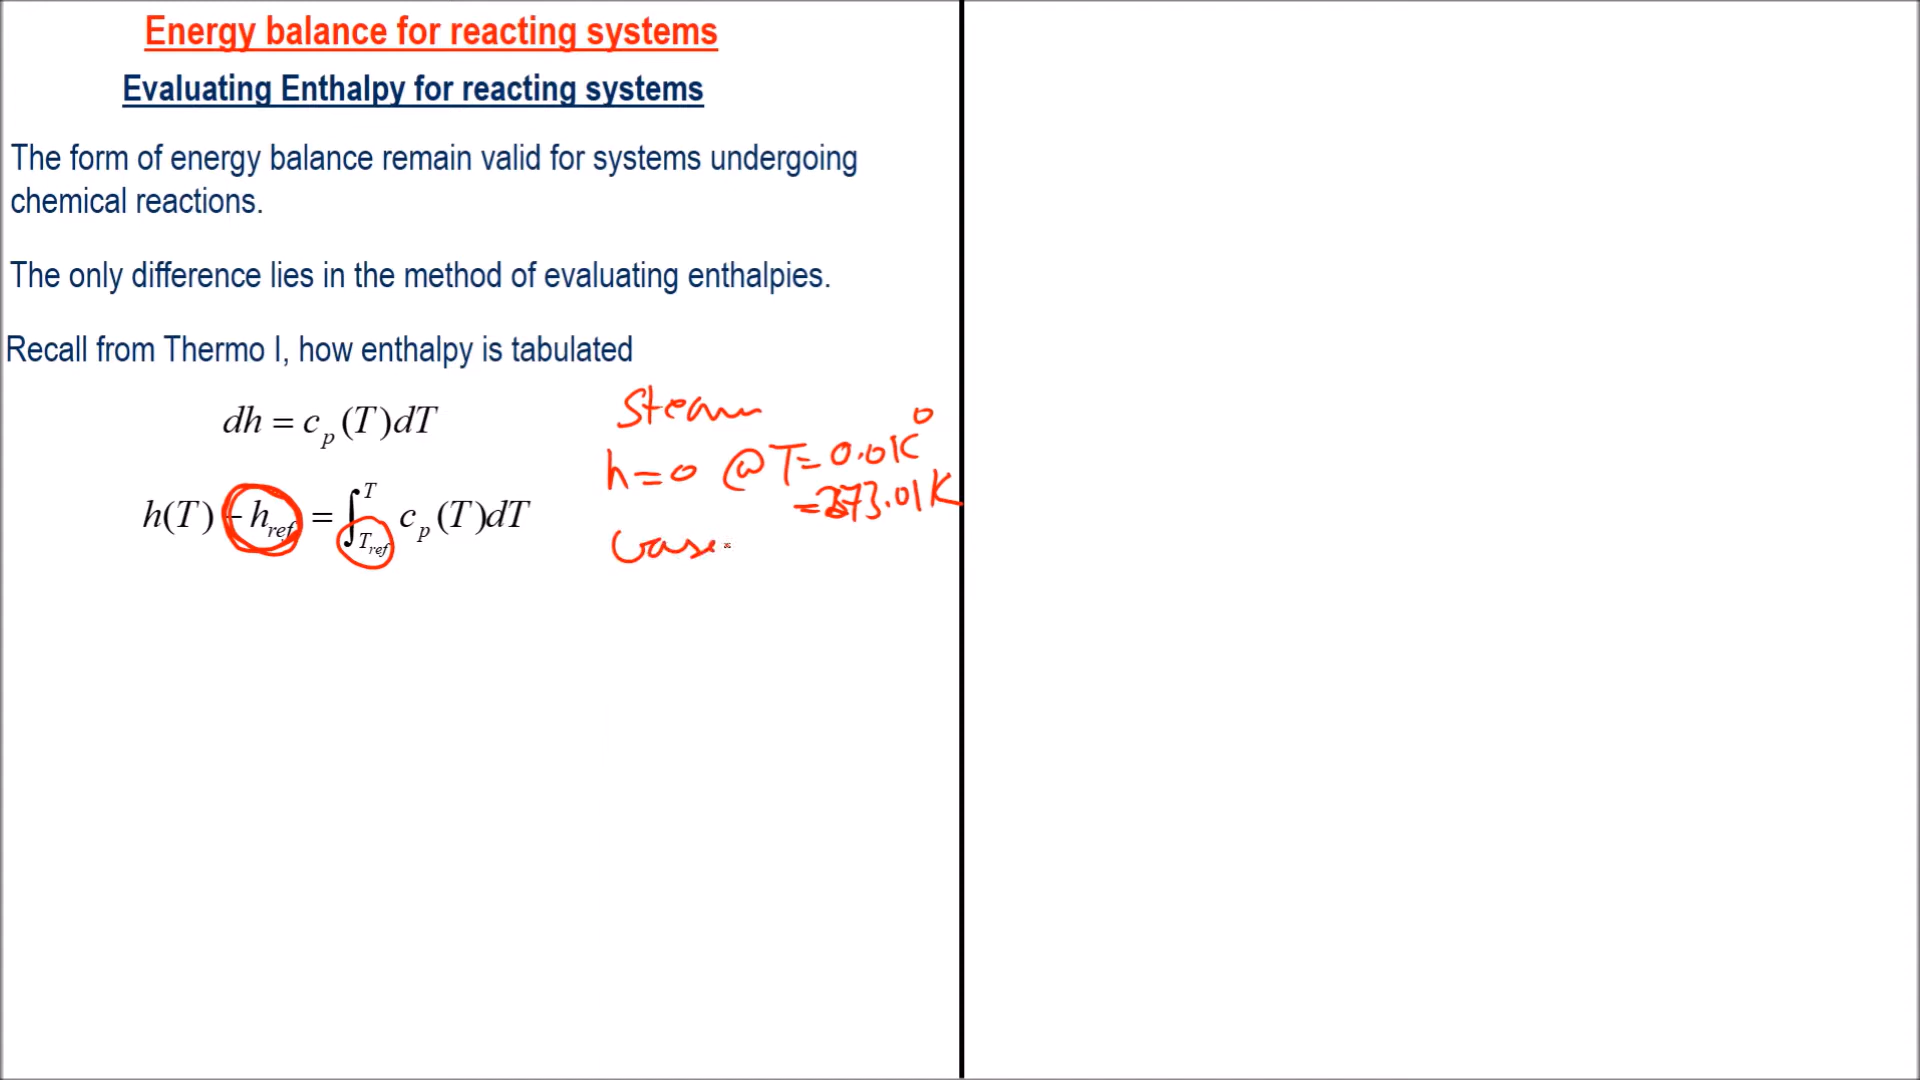 Energy balance for reacting systems
Evaluating Enthalpy for reacting systems
The form of energy balance remain valid for systems undergoing
chemical reactions.
The only difference lies in the method of evaluating enthalpies.
Recall from Thermo I, how enthalpy is tabulated
dh = c_p(T)dT
h(T) - h_ref = ∫_{T_ref}^{T} c_p(T)dT
Steam
h=0 @ T= 0.01C°
=273.01K
Gase